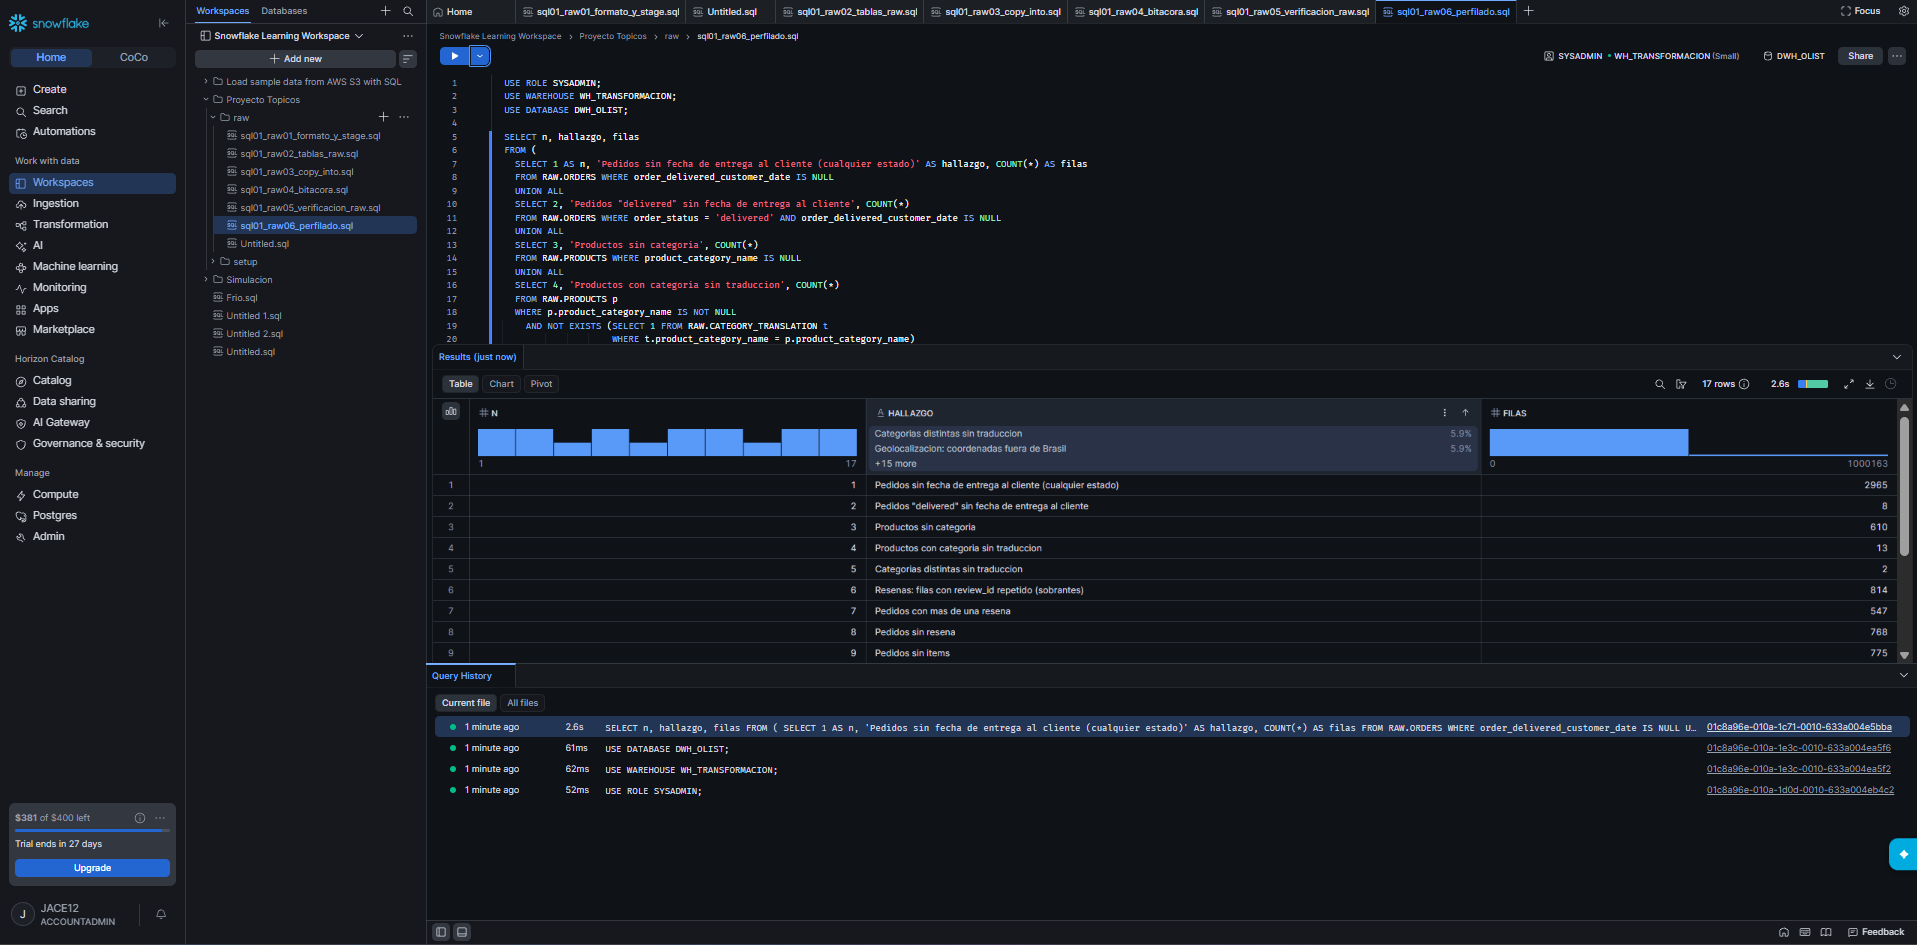 snowflake
Home
CoCo
Create
Search
Automations
Work with data
Workspaces
Ingestion
Transformation
AI
Machine learning
Monitoring
Apps
Marketplace
Horizon Catalog
Catalog
Data sharing
AI Gateway
Governance & security
Manage
Compute
Postgres
Admin
$381 of $400 left
Trial ends in 27 days
Upgrade
J
JACE12
ACCOUNTADMIN
Workspaces
Databases
Snowflake Learning Workspace
Add new
Load sample data from AWS S3 with SQL
Proyecto Topicos
raw
sql01_raw01_formato_y_stage.sql
sql01_raw02_tablas_raw.sql
sql01_raw03_copy_into.sql
sql01_raw04_bitacora.sql
sql01_raw05_verificacion_raw.sql
sql01_raw06_perfilado.sql
Untitled.sql
setup
Simulacion
Frio.sql
Untitled 1.sql
Untitled 2.sql
Untitled.sql
Home
sql01_raw01_formato_y_stage.sql
Untitled.sql
sql01_raw02_tablas_raw.sql
sql01_raw03_copy_into.sql
sql01_raw04_bitacora.sql
sql01_raw05_verificacion_raw.sql
sql01_raw06_perfilado.sql
Focus
Snowflake Learning Workspace > Proyecto Topicos > raw > sql01_raw06_perfilado.sql
SYSADMIN • WH_TRANSFORMACION (Small)
DWH_OLIST
Share
1 USE ROLE SYSADMIN;
2 USE WAREHOUSE WH_TRANSFORMACION;
3 USE DATABASE DWH_OLIST;
4
5 SELECT n, hallazgo, filas
6 FROM (
7 SELECT 1 AS n, 'Pedidos sin fecha de entrega al cliente (cualquier estado)' AS hallazgo, COUNT(*) AS filas
8 FROM RAW.ORDERS WHERE order_delivered_customer_date IS NULL
9 UNION ALL
10 SELECT 2, 'Pedidos "delivered" sin fecha de entrega al cliente', COUNT(*)
11 FROM RAW.ORDERS WHERE order_status = 'delivered' AND order_delivered_customer_date IS NULL
12 UNION ALL
13 SELECT 3, 'Productos sin categoria', COUNT(*)
14 FROM RAW.PRODUCTS WHERE product_category_name IS NULL
15 UNION ALL
16 SELECT 4, 'Productos con categoria sin traduccion', COUNT(*)
17 FROM RAW.PRODUCTS p
18 WHERE p.product_category_name IS NOT NULL
19 AND NOT EXISTS (SELECT 1 FROM RAW.CATEGORY_TRANSLATION t
20 WHERE t.product_category_name = p.product_category_name)
Results (just now)
Table
Chart
Pivot
17 rows
2.6s
N
HALLAZGO
FILAS
1 17
Categorias distintas sin traduccion 5.9%
Geolocalizacion: coordenadas fuera de Brasil 5.9%
+15 more
0 1000163
1 1 Pedidos sin fecha de entrega al cliente (cualquier estado) 2965
2 2 Pedidos "delivered" sin fecha de entrega al cliente 8
3 3 Productos sin categoria 610
4 4 Productos con categoria sin traduccion 13
5 5 Categorias distintas sin traduccion 2
6 6 Resenas: filas con review_id repetido (sobrantes) 814
7 7 Pedidos con mas de una resena 547
8 8 Pedidos sin resena 768
9 9 Pedidos sin items 775
Query History
Current file
All files
1 minute ago 2.6s SELECT n, hallazgo, filas FROM ( SELECT 1 AS n, 'Pedidos sin fecha de entrega al cliente (cualquier estado)' AS hallazgo, COUNT(*) AS filas FROM RAW.ORDERS WHERE order_delivered_customer_date IS NULL U... 01c8a96e-010a-1c71-0010-633a004e5bba
1 minute ago 61ms USE DATABASE DWH_OLIST; 01c8a96e-010a-1e3c-0010-633a004ea5f6
1 minute ago 62ms USE WAREHOUSE WH_TRANSFORMACION; 01c8a96e-010a-1e3c-0010-633a004ea5f2
1 minute ago 52ms USE ROLE SYSADMIN; 01c8a96e-010a-1d0d-0010-633a004eb4c2
Feedback